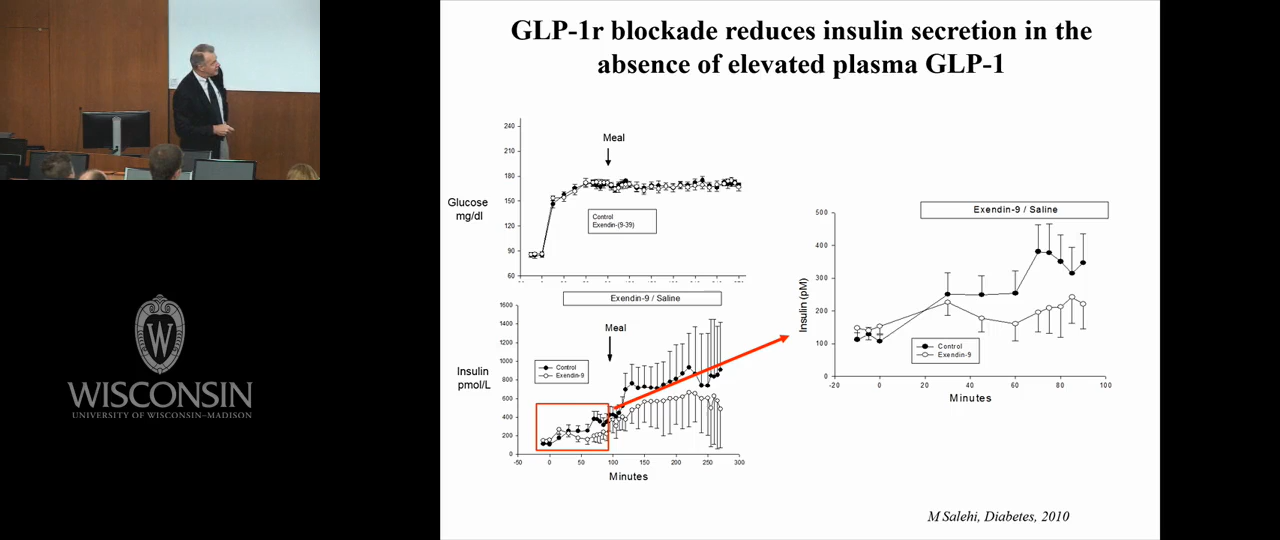 GLP-1r blockade reduces insulin secretion in the
absence of elevated plasma GLP-1
240
210
180
150
120
90
60
Meal
Glucose
mg/dl
Control
Exendin-(9-39)
Exendin-9 / Saline
1600
1400
1200
1000
800
600
400
200
0
Meal
Insulin
pmol/L
Control
Exendin-9
-50 0 50 100 150 200 250 300
Minutes
Exendin-9 / Saline
500
400
300
200
100
0
Insulin (pM)
Control
Exendin-9
-20 0 20 40 60 80 100
Minutes
M Salehi, Diabetes, 2010
W
WISCONSIN
UNIVERSITY OF WISCONSIN–MADISON